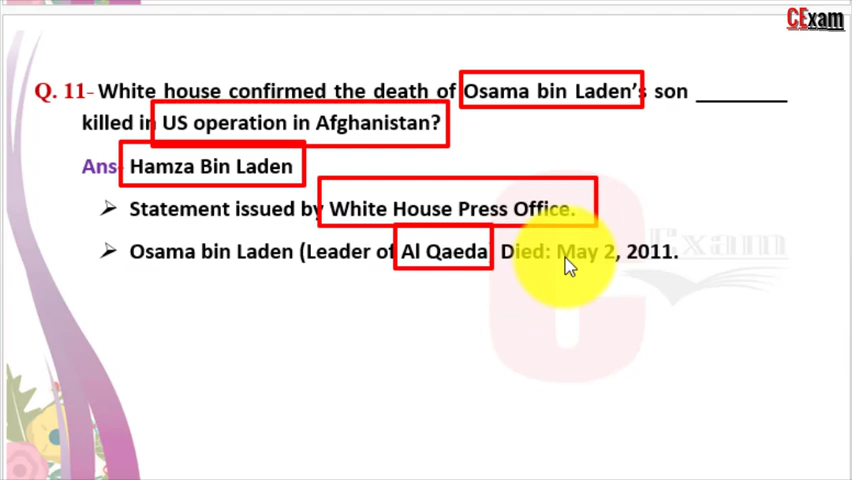 CExam
Q. 11- White house confirmed the death of Osama bin Laden's son ________
killed in US operation in Afghanistan?
Ans- Hamza Bin Laden
➢ Statement issued by White House Press Office.
➢ Osama bin Laden (Leader of Al Qaeda) Died: May 2, 2011.
CExam